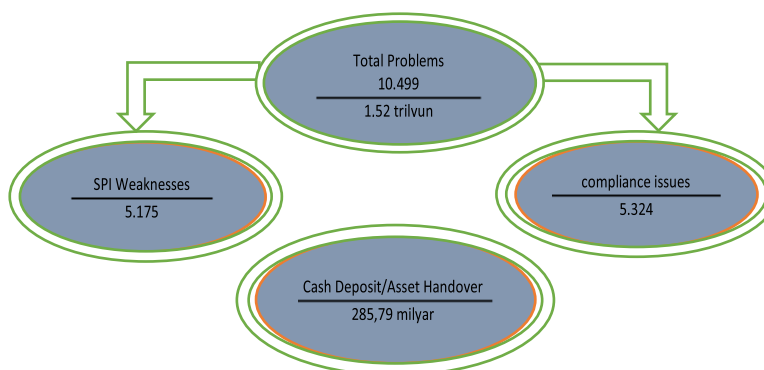 Total Problems
10.499
1.52 trilvun
SPI Weaknesses
5.175
compliance issues
5.324
Cash Deposit/Asset Handover
285,79 milyar